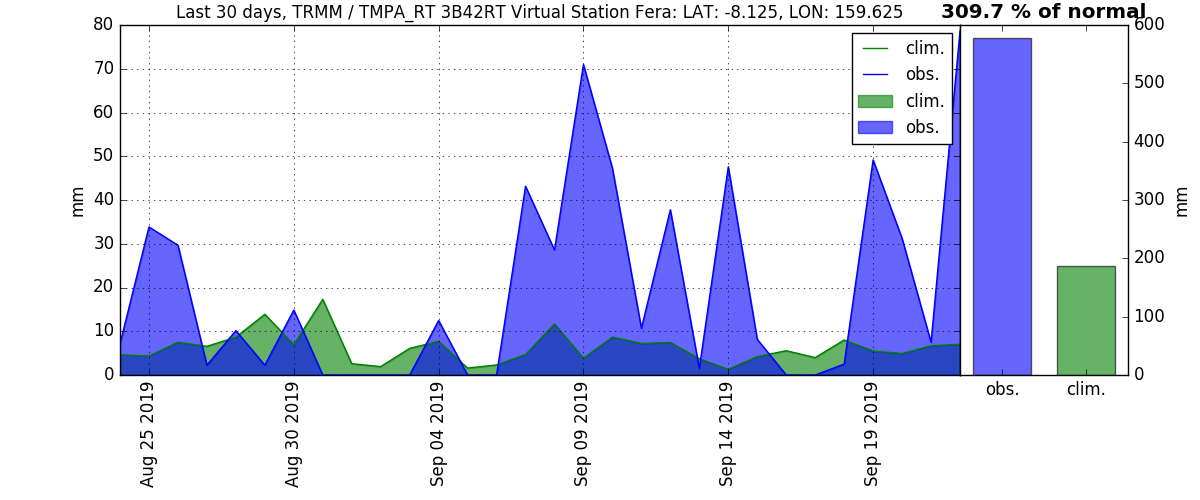 Last 30 days, TRMM / TMPA_RT 3B42RT Virtual Station Fera: LAT: -8.125, LON: 159.625
309.7 % of normal
80
70
60
50
40
30
20
10
0
mm
clim.
obs.
clim.
obs.
600
500
400
300
200
100
0
mm
obs.
clim.
Aug 25 2019
Aug 30 2019
Sep 04 2019
Sep 09 2019
Sep 14 2019
Sep 19 2019